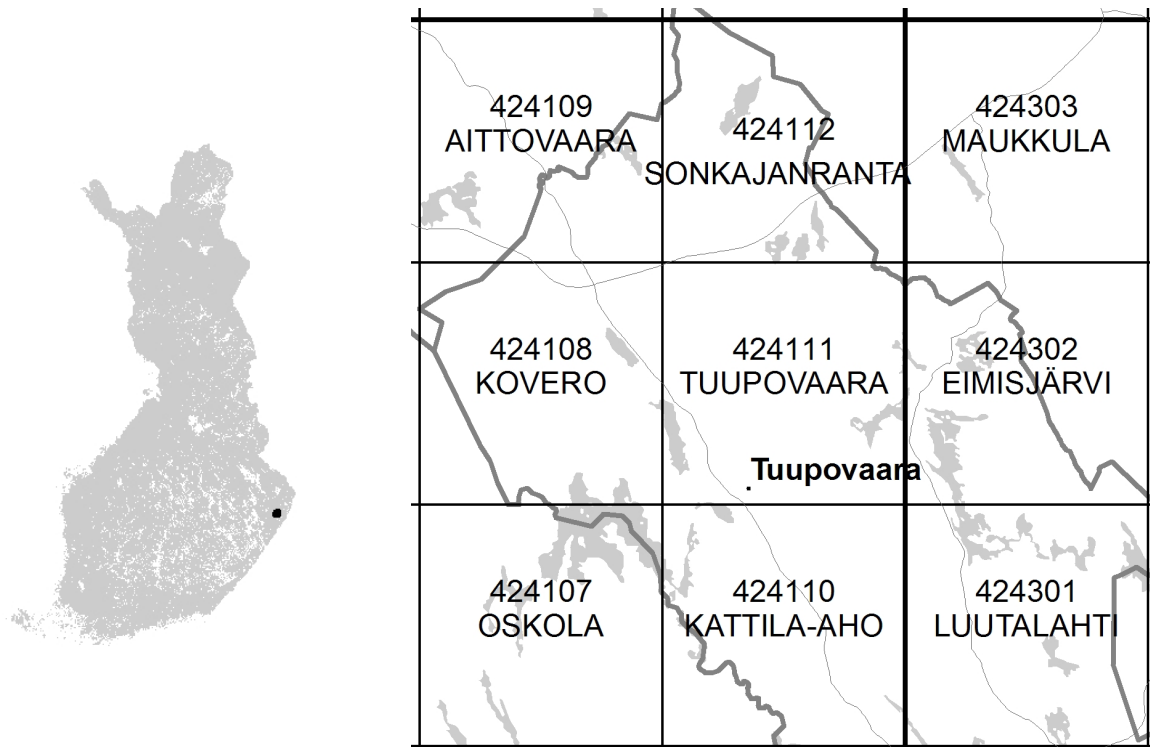 424109
AITTOVAARA
424112
SONKAJANRANTA
424303
MAUKKULA
424108
KOVERO
424111
TUUPOVAARA
424302
EIMISJÄRVI
Tuupovaara
424107
OSKOLA
424110
KATTILA-AHO
424301
LUUTALAHTI